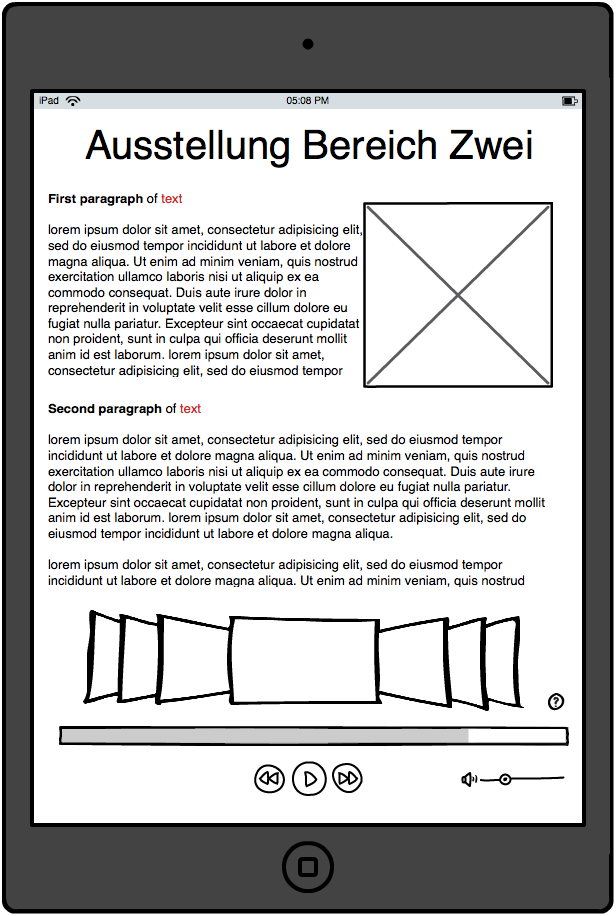 iPad 05:08 PM
Ausstellung Bereich Zwei
First paragraph of text
lorem ipsum dolor sit amet, consectetur adipisicing elit,
sed do eiusmod tempor incididunt ut labore et dolore
magna aliqua. Ut enim ad minim veniam, quis nostrud
exercitation ullamco laboris nisi ut aliquip ex ea
commodo consequat. Duis aute irure dolor in
reprehenderit in voluptate velit esse cillum dolore eu
fugiat nulla pariatur. Excepteur sint occaecat cupidatat
non proident, sunt in culpa qui officia deserunt mollit
anim id est laborum. lorem ipsum dolor sit amet,
consectetur adipisicing elit, sed do eiusmod tempor
Second paragraph of text
lorem ipsum dolor sit amet, consectetur adipisicing elit, sed do eiusmod tempor
incididunt ut labore et dolore magna aliqua. Ut enim ad minim veniam, quis nostrud
exercitation ullamco laboris nisi ut aliquip ex ea commodo consequat. Duis aute irure
dolor in reprehenderit in voluptate velit esse cillum dolore eu fugiat nulla pariatur.
Excepteur sint occaecat cupidatat non proident, sunt in culpa qui officia deserunt mollit
anim id est laborum. lorem ipsum dolor sit amet, consectetur adipisicing elit, sed do
eiusmod tempor incididunt ut labore et dolore magna aliqua.
lorem ipsum dolor sit amet, consectetur adipisicing elit, sed do eiusmod tempor
incididunt ut labore et dolore magna aliqua. Ut enim ad minim veniam, quis nostrud
?